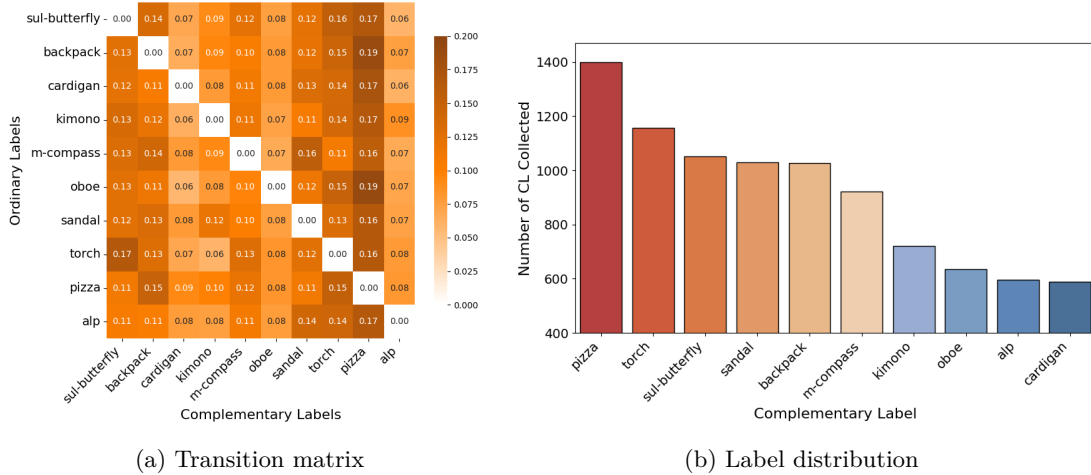 sul-butterfly 0.00 0.14 0.07 0.09 0.12 0.08 0.12 0.16 0.17 0.06
backpack 0.13 0.00 0.07 0.09 0.10 0.08 0.12 0.15 0.19 0.07
cardigan 0.12 0.11 0.00 0.08 0.11 0.08 0.13 0.14 0.17 0.06
kimono 0.13 0.12 0.06 0.00 0.11 0.07 0.11 0.13 0.17 0.09
m-compass 0.13 0.14 0.08 0.09 0.00 0.07 0.16 0.11 0.16 0.07
oboe 0.13 0.11 0.06 0.08 0.10 0.00 0.12 0.15 0.19 0.07
sandal 0.12 0.13 0.08 0.12 0.10 0.08 0.00 0.13 0.16 0.07
torch 0.17 0.13 0.07 0.06 0.13 0.08 0.12 0.00 0.16 0.08
pizza 0.11 0.15 0.09 0.10 0.12 0.08 0.11 0.15 0.00 0.08
alp 0.11 0.11 0.08 0.08 0.11 0.08 0.14 0.14 0.17 0.00
Ordinary Labels
sul-butterfly backpack cardigan kimono m-compass oboe sandal torch pizza alp
Complementary Labels
0.200
0.175
0.150
0.125
0.100
0.075
0.050
0.025
0.000
(a) Transition matrix
Number of CL Collected
1400
1200
1000
800
600
400
pizza torch sul-butterfly sandal backpack m-compass kimono oboe alp cardigan
Complementary Label
(b) Label distribution